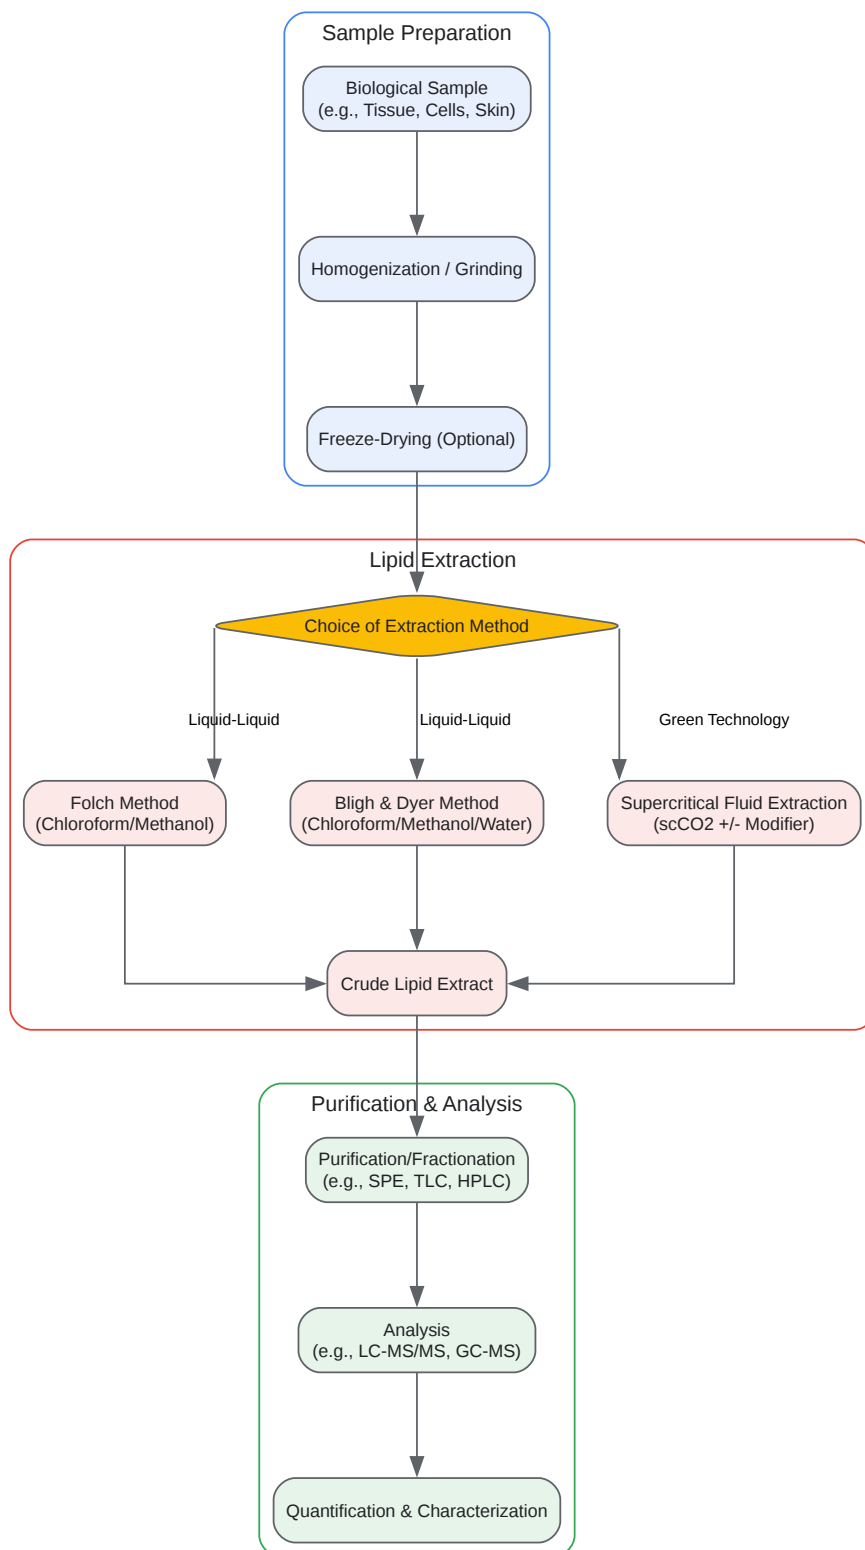 Sample Preparation
Biological Sample
(e.g., Tissue, Cells, Skin)
Homogenization / Grinding
Freeze-Drying (Optional)
Lipid Extraction
Choice of Extraction Method
Liquid-Liquid
Liquid-Liquid
Green Technology
Folch Method
(Chloroform/Methanol)
Bligh & Dyer Method
(Chloroform/Methanol/Water)
Supercritical Fluid Extraction
(scCO2 +/- Modifier)
Crude Lipid Extract
Purification & Analysis
Purification/Fractionation
(e.g., SPE, TLC, HPLC)
Analysis
(e.g., LC-MS/MS, GC-MS)
Quantification & Characterization